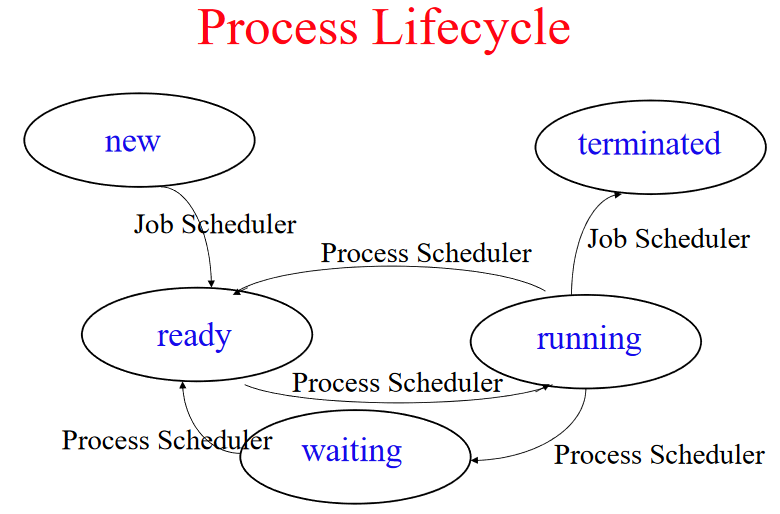 Process Lifecycle
new
terminated
Job Scheduler
Job Scheduler
Process Scheduler
ready
running
Process Scheduler
Process Scheduler
waiting
Process Scheduler